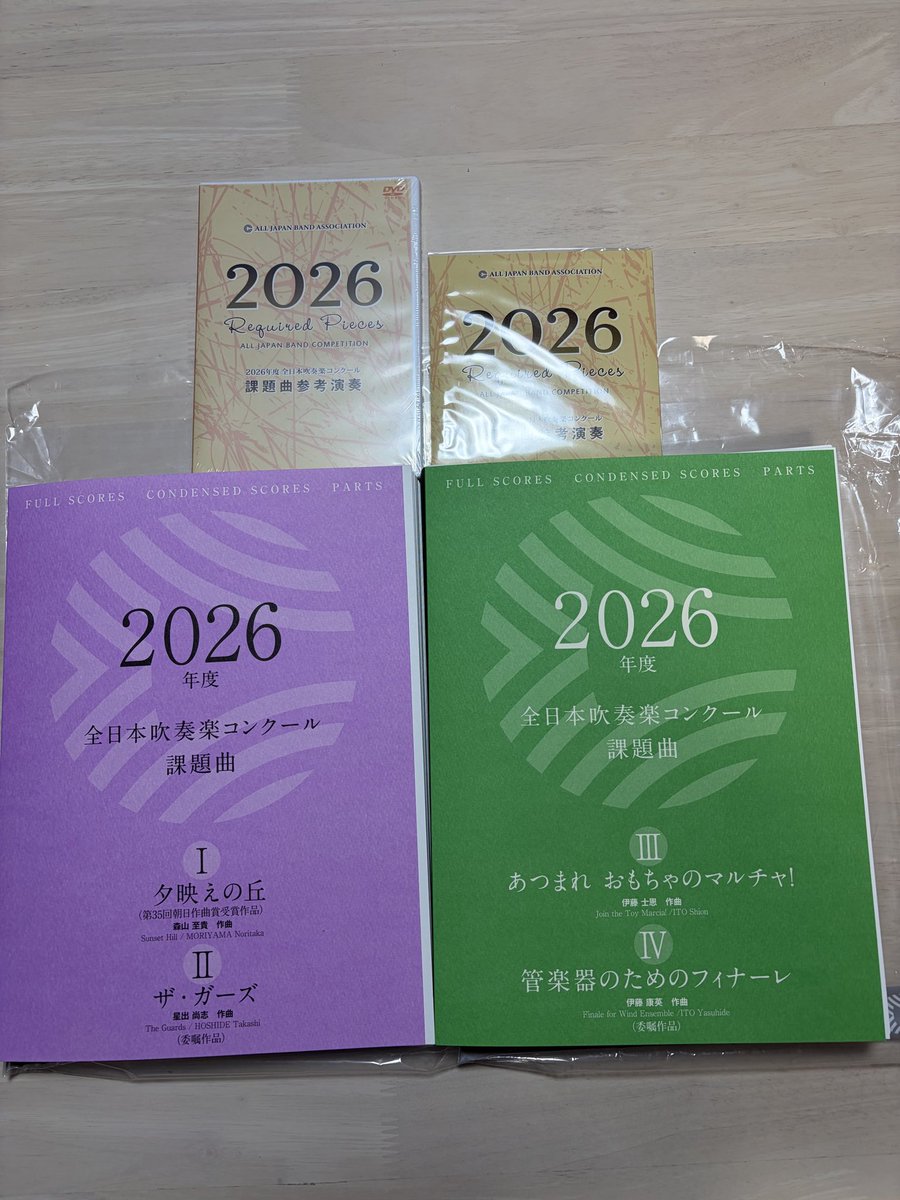 DVD
ALL JAPAN BAND ASSOCIATION
2026
Required Pieces
ALL JAPAN BAND COMPETITION
2026年度 全日本吹奏楽コンクール
課題曲参考演奏
ALL JAPAN BAND ASSOCIATION
2026
Required Pieces
ALL JAPAN BAND COMPETITION
吹奏楽コンクール
考演奏
FULL SCORES CONDENSED SCORES PARTS
2026
年度
全日本吹奏楽コンクール
課題曲
I
夕映えの丘
(第35回朝日作曲賞受賞作品)
森山 至貴 作曲
Sunset Hill / MORIYAMA Noritaka
II
ザ・ガーズ
星出 尚志 作曲
The Guards / HOSHIDE Takashi
(委嘱作品)
FULL SCORES CONDENSED SCORES PARTS
2026
年度
全日本吹奏楽コンクール
課題曲
III
あつまれ おもちゃのマルチャ!
伊藤 士恩 作曲
Join the Toy Marcia! /ITO Shion
IV
管楽器のためのフィナーレ
伊藤 康英 作曲
Finale for Wind Ensemble /ITO Yasuhide
(委嘱作品)